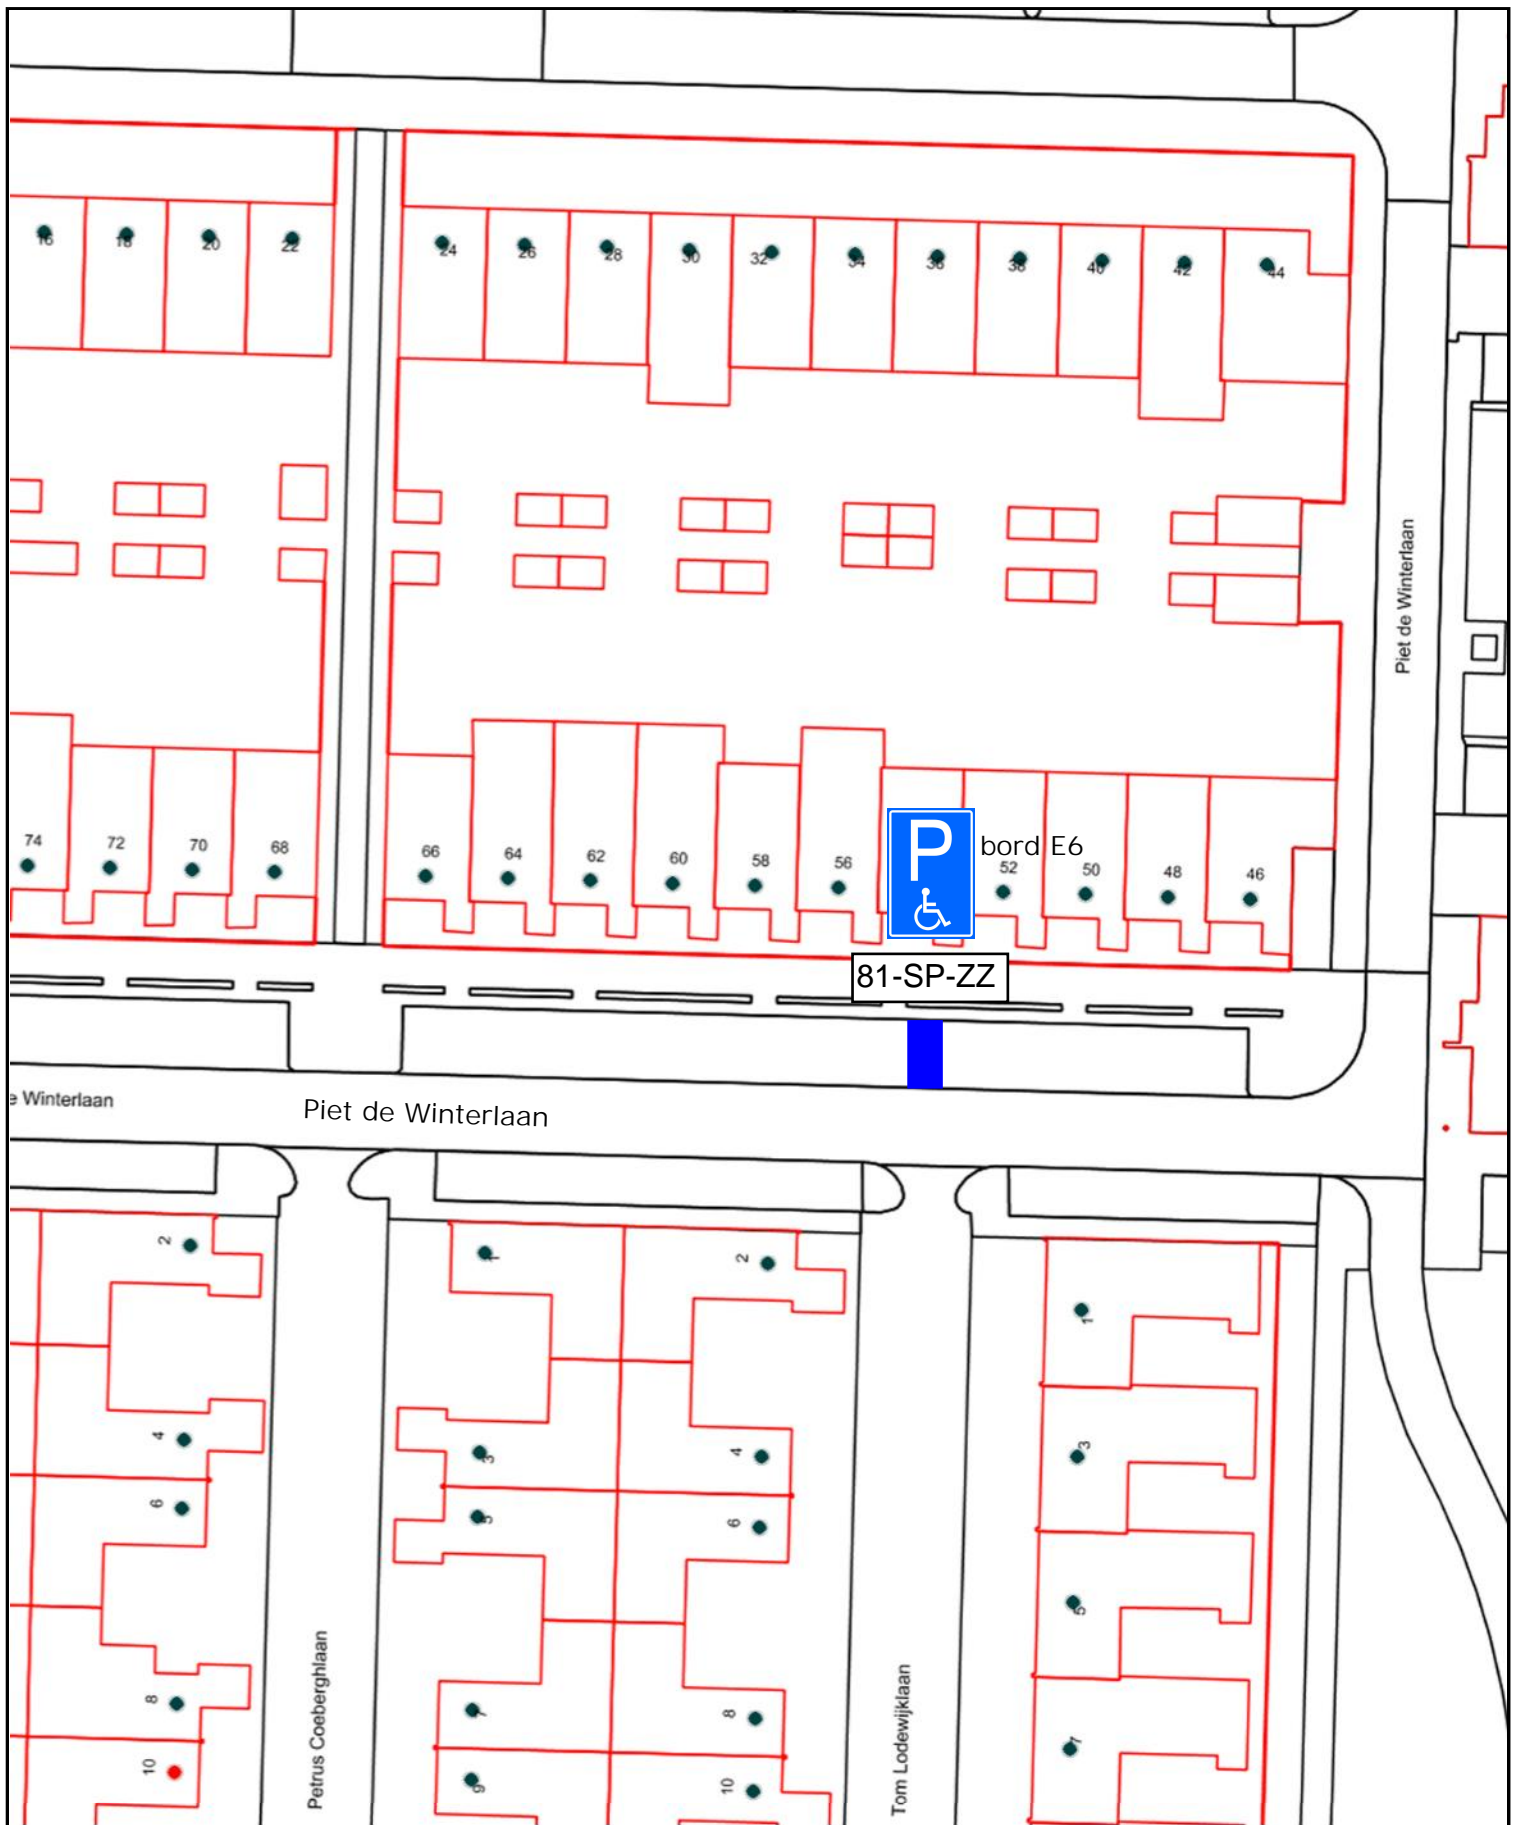 16 18 20 22 24 26 28 30 32 34 36 38 40 42 44
Piet de Winterlaan
74 72 70 68 66 64 62 60 58 56 52 50 48 46
P
bord E6
81-SP-ZZ
e Winterlaan
Piet de Winterlaan
2 1 2 1
4 3 4 3
6 5 6 5
8 7 8 7
10 9 10
Petrus Coeberghlaan
Tom Lodewijklaan